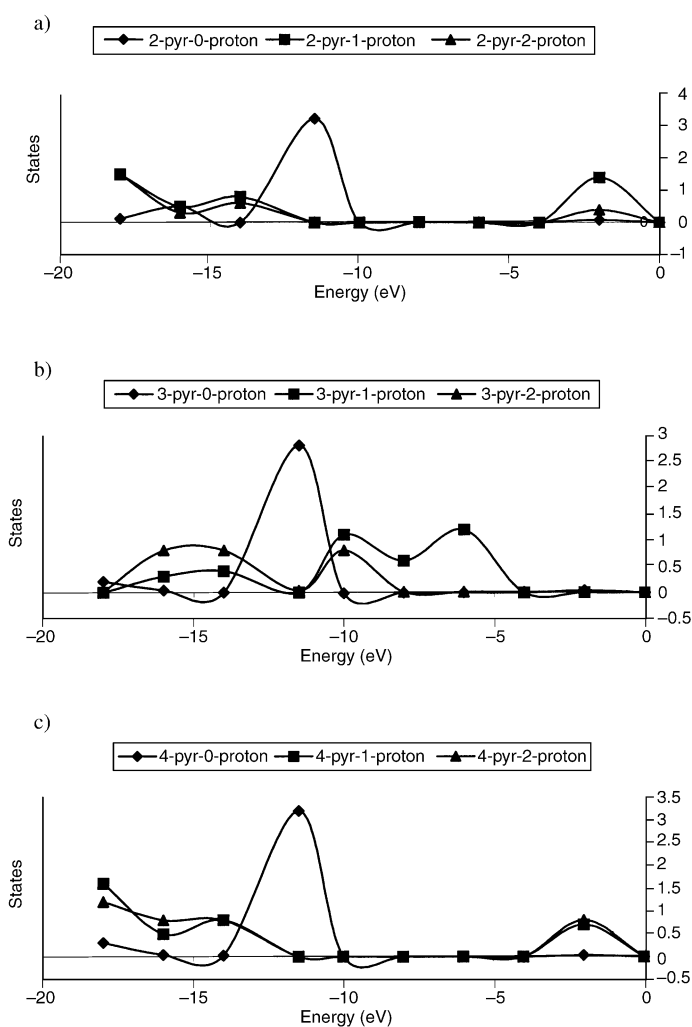 a)
2-pyr-0-proton 2-pyr-1-proton 2-pyr-2-proton
States
4
3
2
1
0 0
−1
−20 −15 −10 −5 0
Energy (eV)
b)
3-pyr-0-proton 3-pyr-1-proton 3-pyr-2-proton
States
3
2.5
2
1.5
1
0.5
0
−0.5
−20 −15 −10 −5 0
Energy (eV)
c)
4-pyr-0-proton 4-pyr-1-proton 4-pyr-2-proton
States
3.5
3
2.5
2
1.5
1
0.5
0
−0.5
−20 −15 −10 −5 0
Energy (eV)